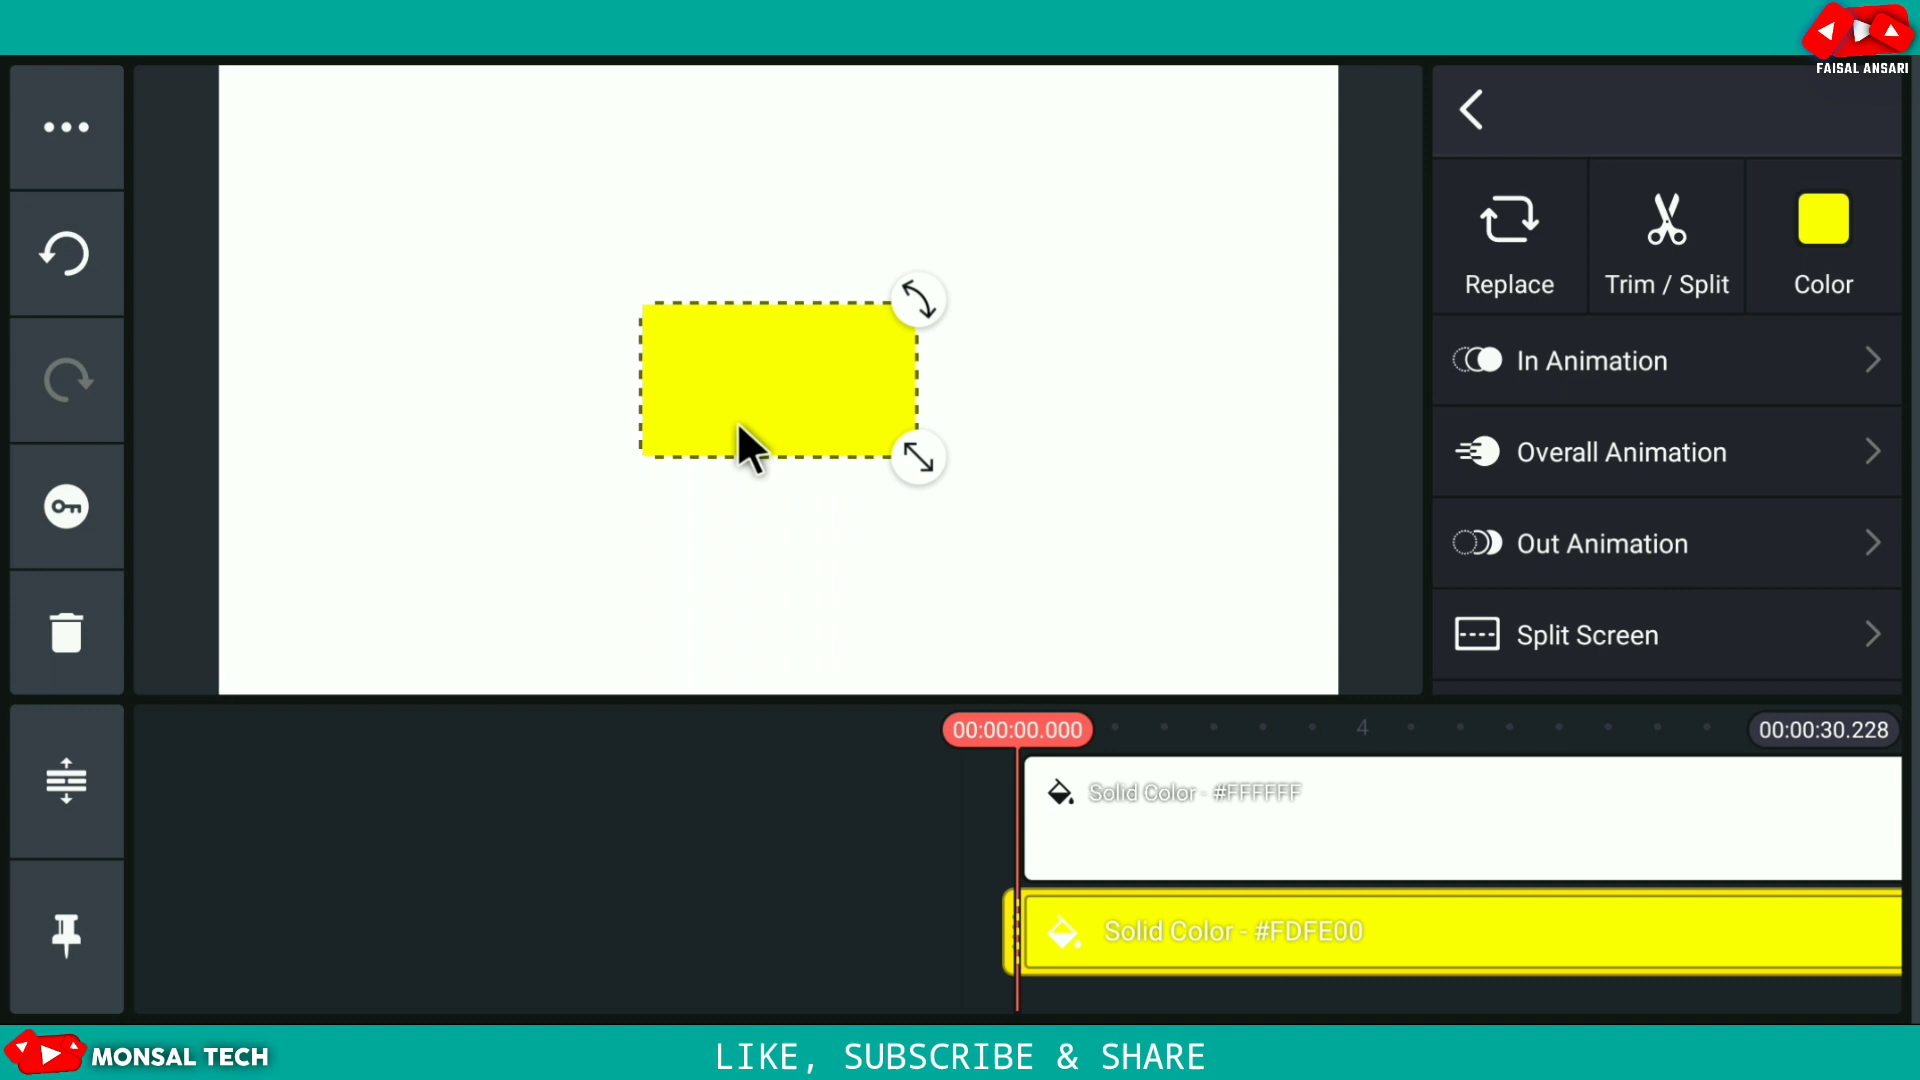 FAISAL ANSARI
Replace
Trim / Split
Color
In Animation
Overall Animation
Out Animation
Split Screen
00:00:00.000
4
00:00:30.228
Solid Color - #FFFFFF
Solid Color - #FDFE00
MONSAL TECH
LIKE, SUBSCRIBE & SHARE